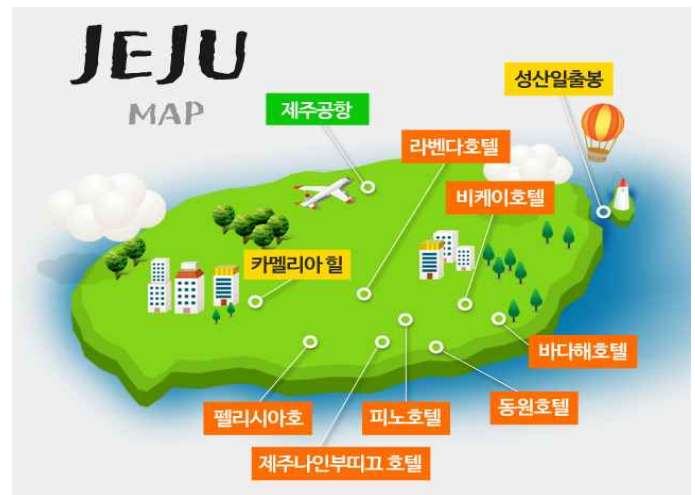 JEJU
MAP
성산일출봉
제주공항
라벤다호텔
비케이호텔
카멜리아 힐
바다해호텔
펠리시아호
피노호텔
동원호텔
제주나인부띠끄 호텔